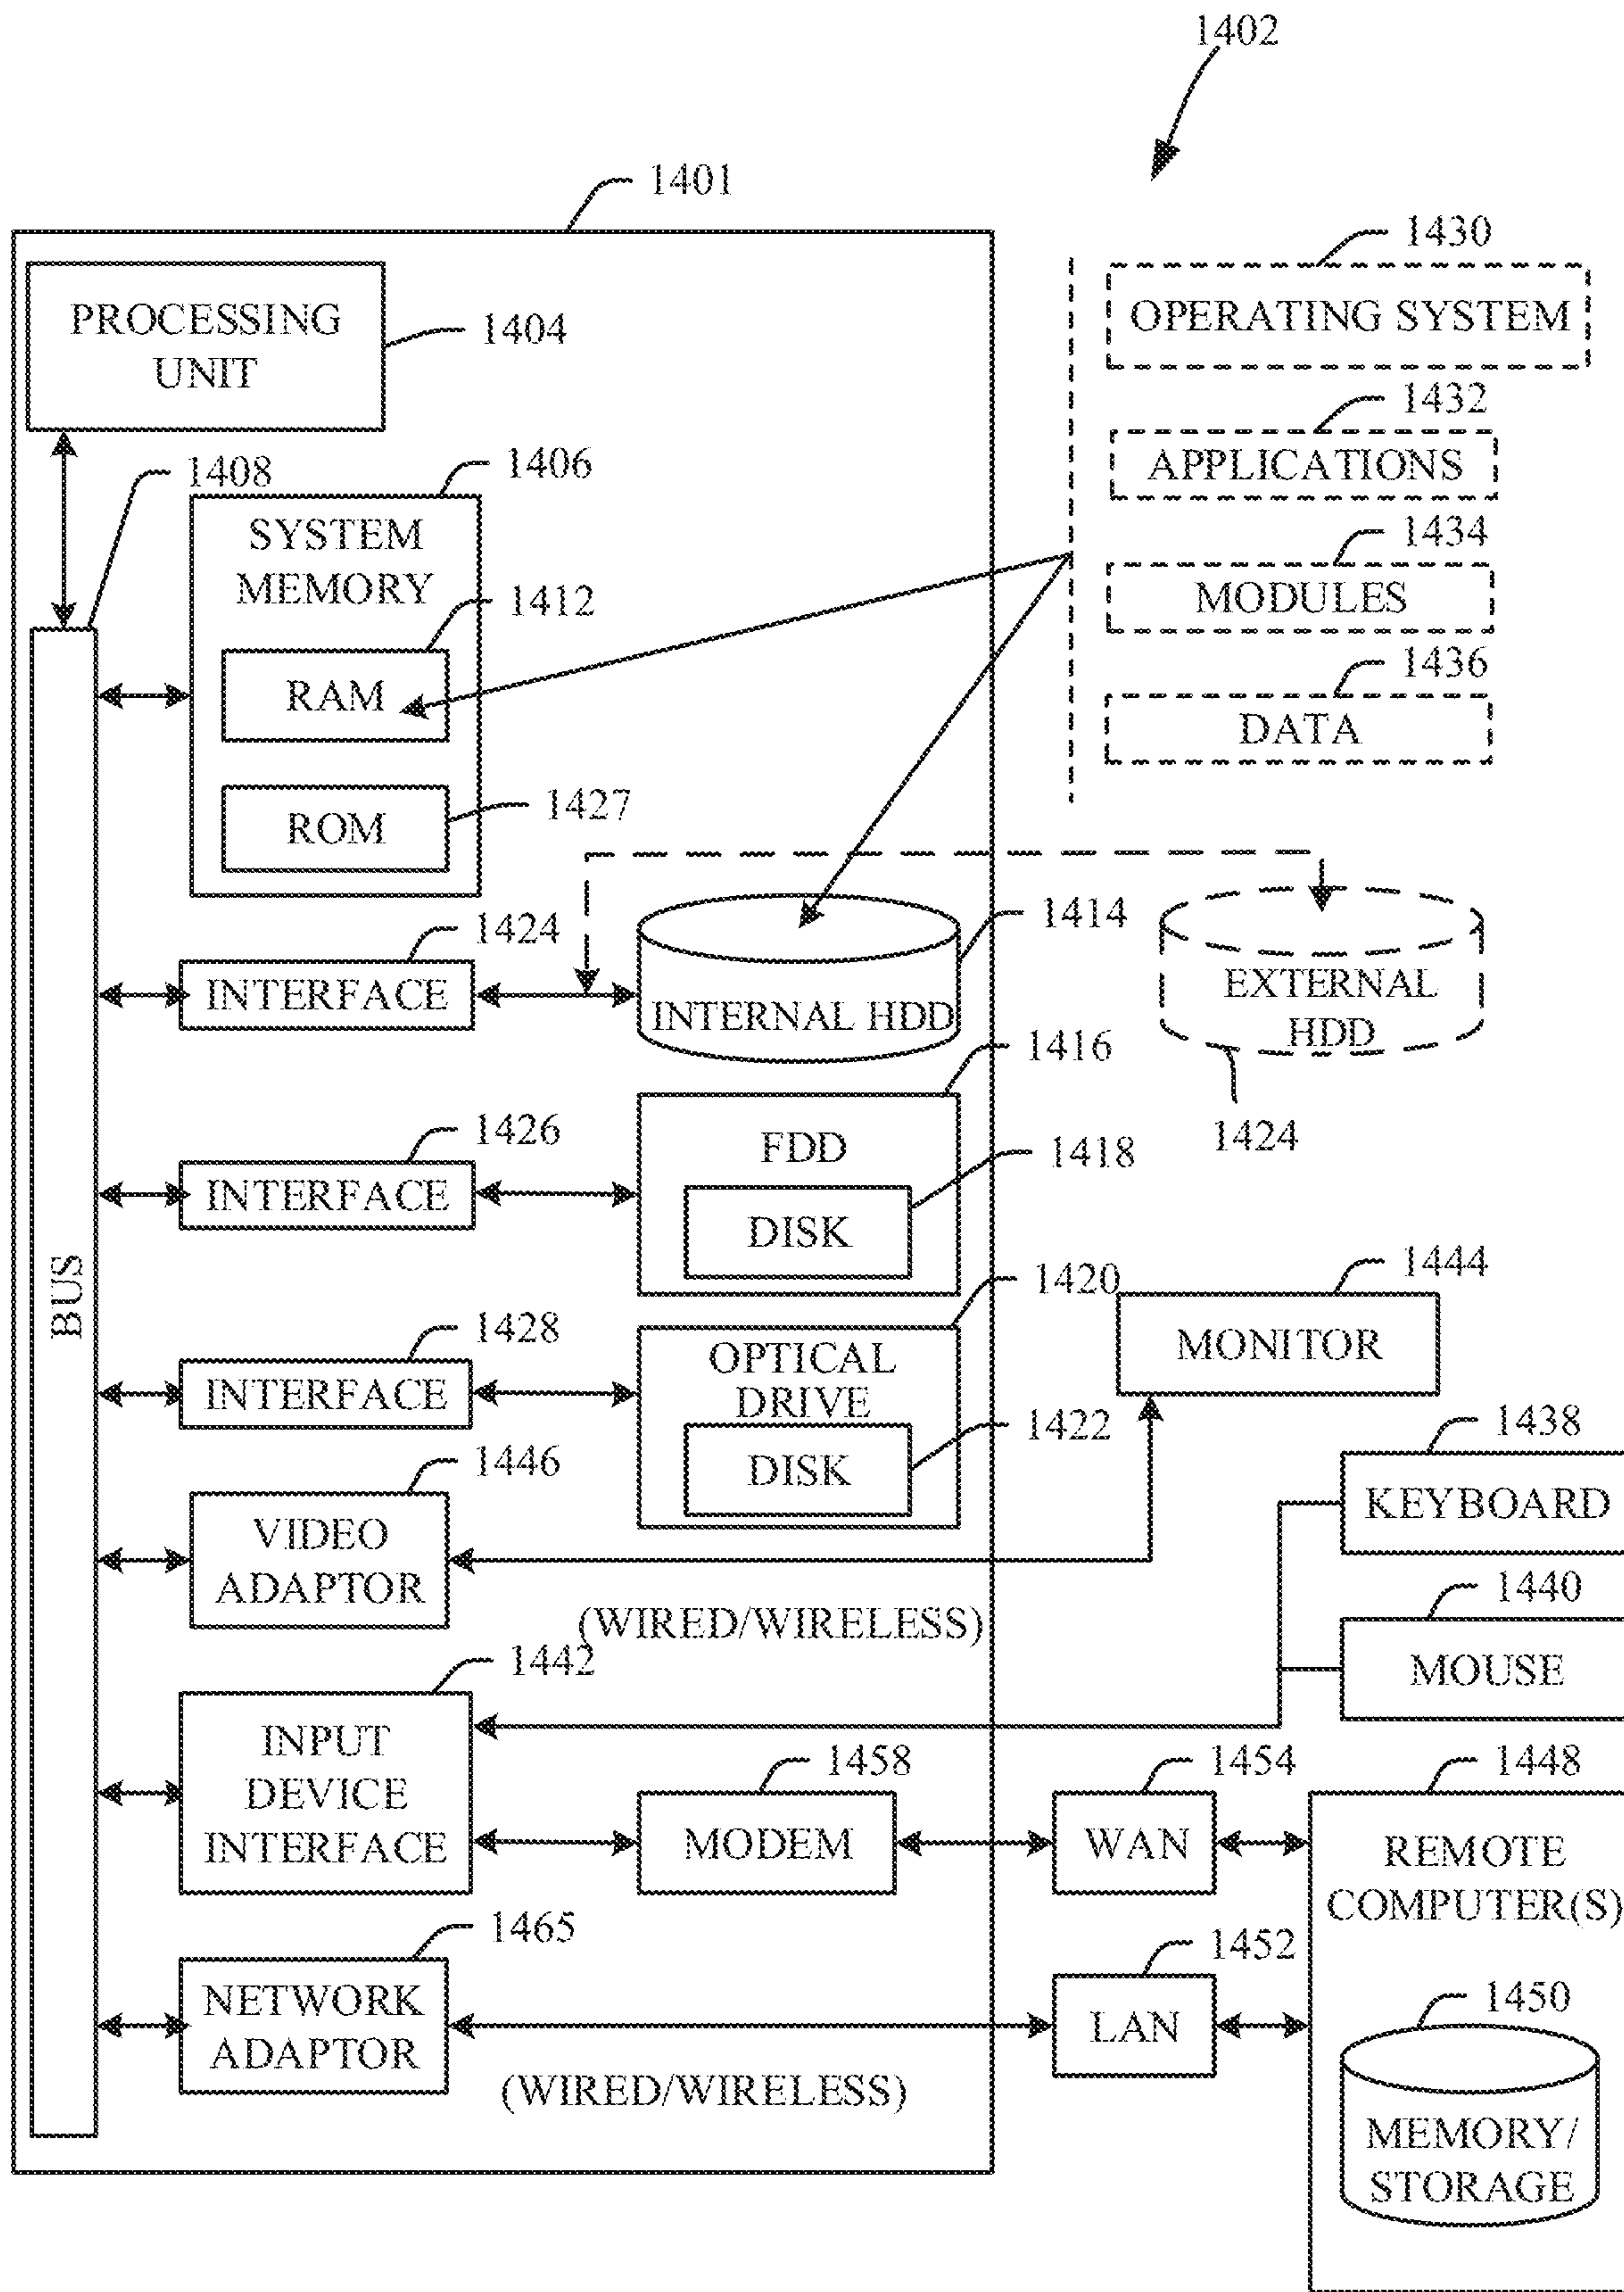 1402
1401
1430
OPERATING SYSTEM
PROCESSING
UNIT
1404
1432
APPLICATIONS
1408
1406
SYSTEM
MEMORY
1434
MODULES
1412
RAM
1436
DATA
1427
ROM
1424
INTERFACE
1414
INTERNAL HDD
EXTERNAL
HDD
1424
1416
FDD
1426
INTERFACE
1418
DISK
BUS
1420
OPTICAL
DRIVE
1444
MONITOR
1428
INTERFACE
1422
DISK
1438
KEYBOARD
1446
VIDEO
ADAPTOR
(WIRED/WIRELESS)
1440
MOUSE
1442
INPUT
DEVICE
INTERFACE
1458
MODEM
1454
WAN
1448
REMOTE
COMPUTER(S)
1465
NETWORK
ADAPTOR
(WIRED/WIRELESS)
1452
LAN
1450
MEMORY/
STORAGE